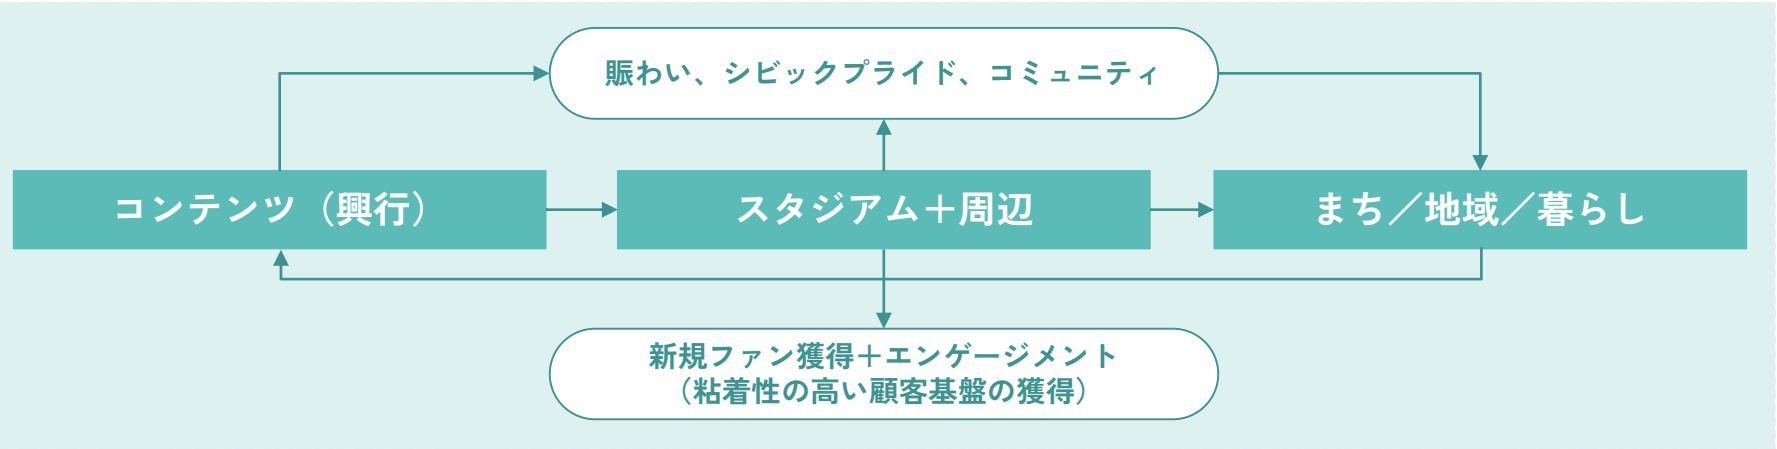 賑わい、シビックプライド、コミュニティ
コンテンツ（興行）
スタジアム＋周辺
まち／地域／暮らし
新規ファン獲得＋エンゲージメント
（粘着性の高い顧客基盤の獲得）